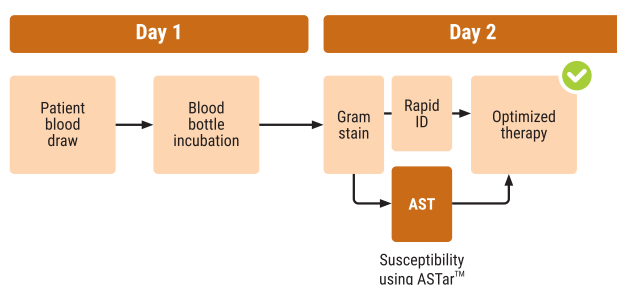 Day 1
Day 2
Patient
blood
draw
Blood
bottle
incubation
Gram
stain
Rapid
ID
Optimized
therapy
AST
Susceptibility
using ASTar™